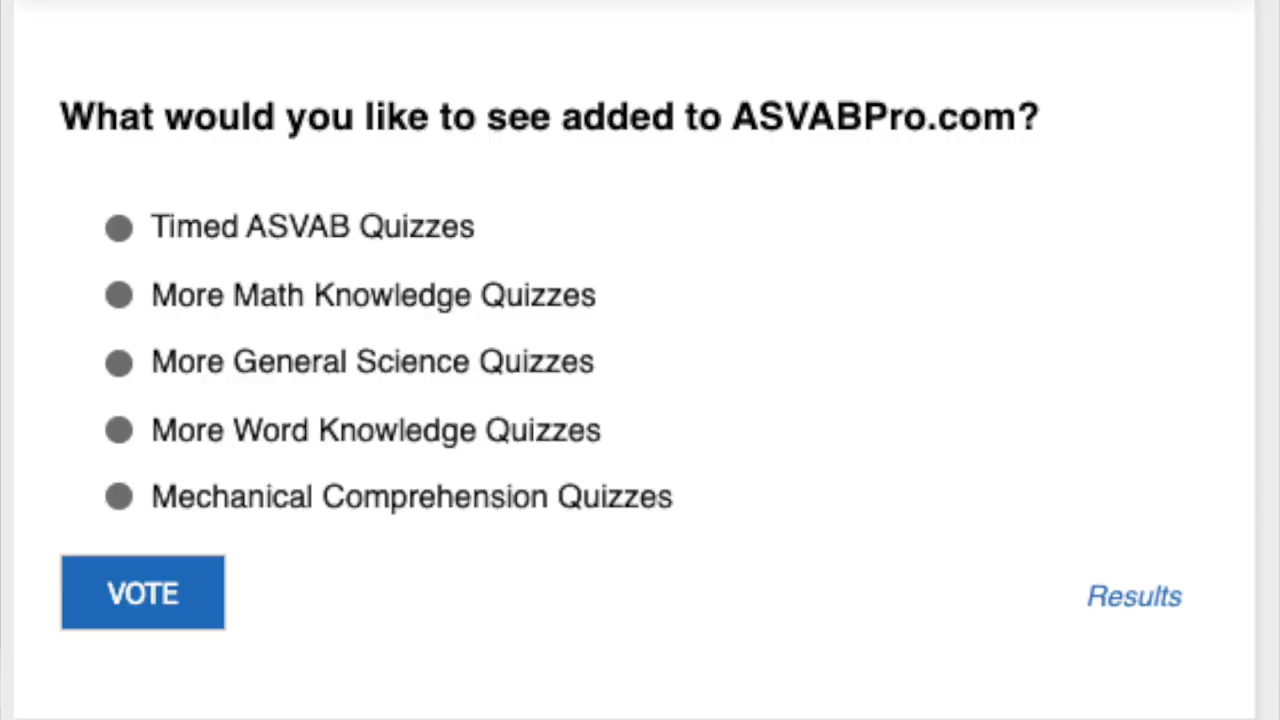 What would you like to see added to ASVABPro.com?
Timed ASVAB Quizzes
More Math Knowledge Quizzes
More General Science Quizzes
More Word Knowledge Quizzes
Mechanical Comprehension Quizzes
VOTE
Results